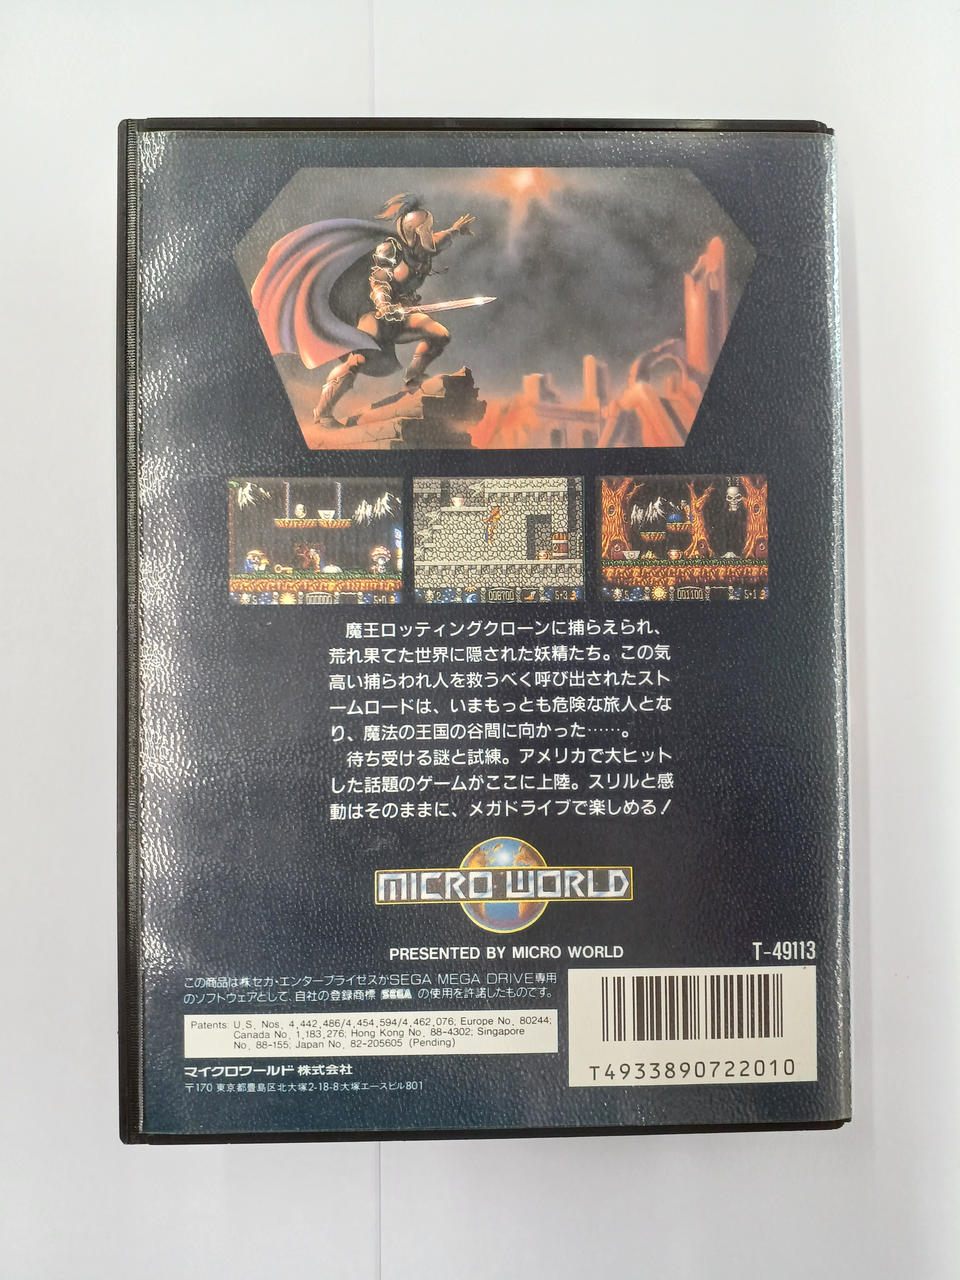 008700
5+3
001100
5+1
魔王ロッティングクローンに捕らえられ、
荒れ果てた世界に隠された妖精たち。この気
高い捕らわれ人を救うべく呼び出されたスト
ームロードは、いまもっとも危険な旅人とな
り、魔法の王国の谷間に向かった……。
待ち受ける謎と試練。アメリカで大ヒット
した話題のゲームがここに上陸。スリルと感
動はそのままに、メガドライブで楽しめる!
MICRO WORLD
PRESENTED BY MICRO WORLD
T-49113
この商品は株セガ・エンタープライゼスがSEGA MEGA DRIVE専用
のソフトウェアとして、自社の登録商標 SEGA の使用を許諾したものです。
Patents: U.S. Nos. 4,442,486/4,454,594/4,462,076; Europe No. 80244;
Canada No. 1,183,276; Hong Kong No. 88-4302; Singapore
No. 88-155; Japan No. 82-205605 (Pending)
マイクロワールド株式会社
〒170 東京都豊島区北大塚2-18-8大塚エースビル801
T4933890722010